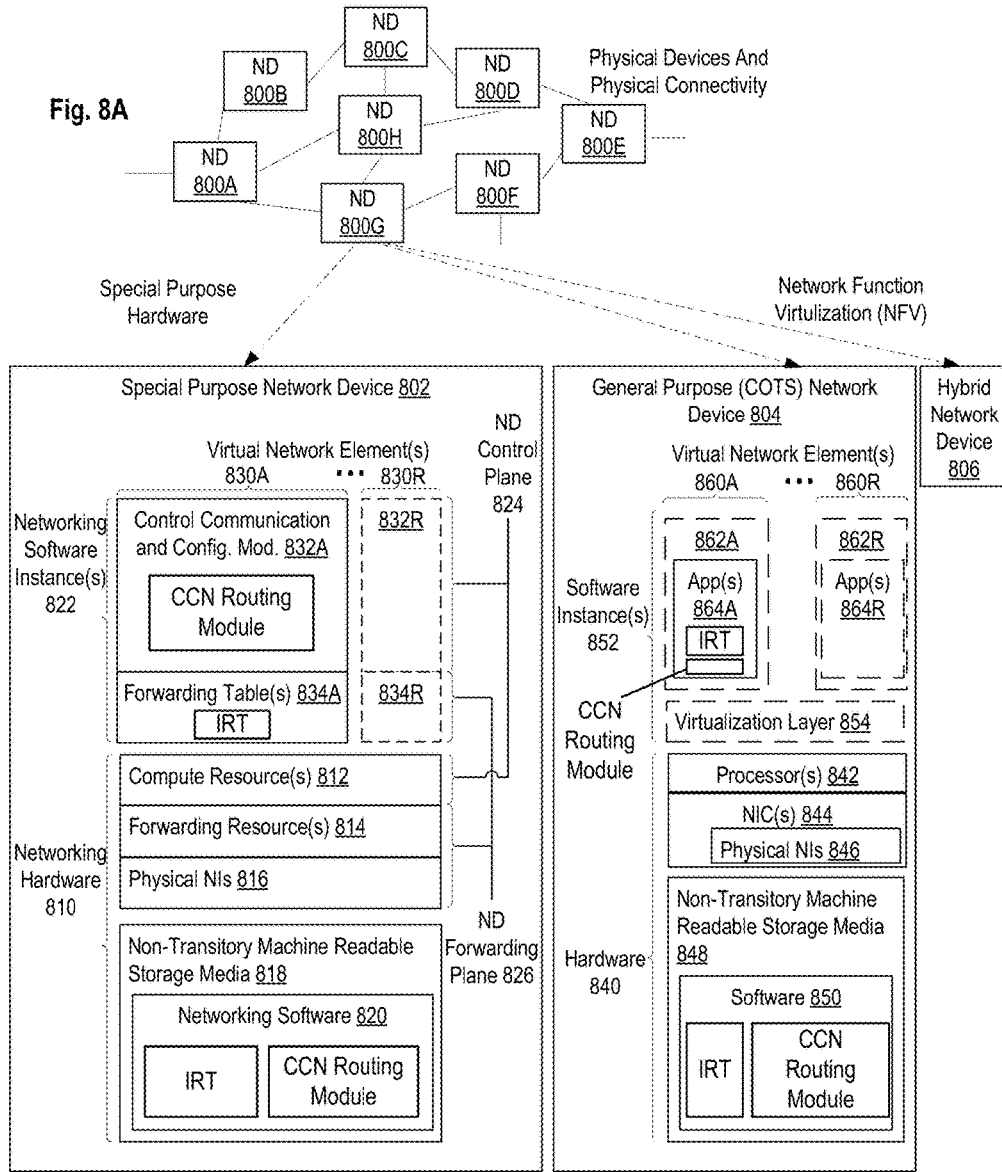 Fig. 8A
ND
800C
ND
800B
ND
800D
Physical Devices And
Physical Connectivity
ND
800H
ND
800E
ND
800A
ND
800F
ND
800G
Special Purpose
Hardware
Network Function
Virtulization (NFV)
Special Purpose Network Device 802
ND
Control
Plane
824
Virtual Network Element(s)
830A
•••
830R
Networking
Software
Instance(s)
822
Control Communication
and Config. Mod. 832A
832R
CCN Routing
Module
Forwarding Table(s) 834A
834R
IRT
Compute Resource(s) 812
Forwarding Resource(s) 814
Physical NIs 816
Networking
Hardware
810
ND
Forwarding
Plane 826
Non-Transitory Machine Readable
Storage Media 818
Networking Software 820
IRT
CCN Routing
Module
General Purpose (COTS) Network
Device 804
Virtual Network Element(s)
860A
•••
860R
862A
862R
App(s)
864A
App(s)
864R
Software
Instance(s)
852
IRT
CCN
Routing
Module
Virtualization Layer 854
Processor(s) 842
NIC(s) 844
Physical NIs 846
Hardware
840
Non-Transitory Machine
Readable Storage Media
848
Software 850
IRT
CCN
Routing
Module
Hybrid
Network
Device
806